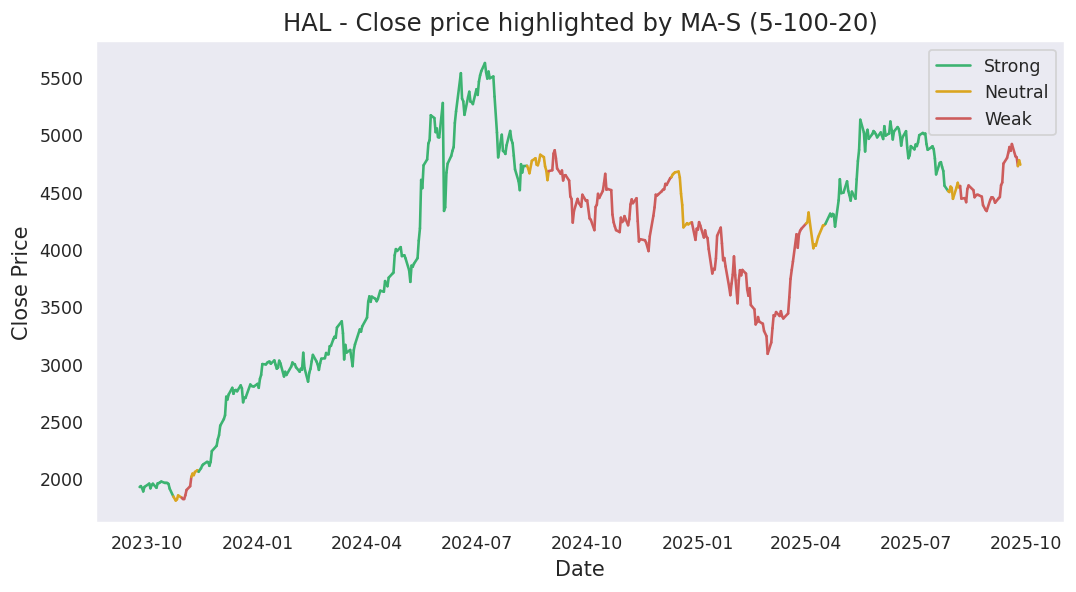 HAL - Close price highlighted by MA-S (5-100-20)
Strong
Neutral
Weak
Close Price
5500
5000
4500
4000
3500
3000
2500
2000
2023-10 2024-01 2024-04 2024-07 2024-10 2025-01 2025-04 2025-07 2025-10
Date